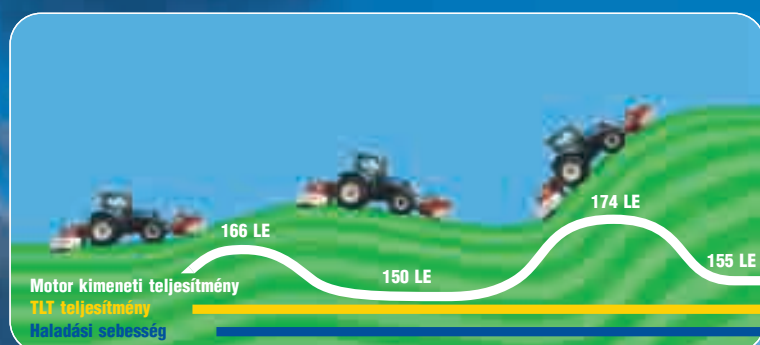 174 LE
166 LE
155 LE
150 LE
Motor kimeneti teljesítmény
TLT teljesítmény
Haladási sebesség